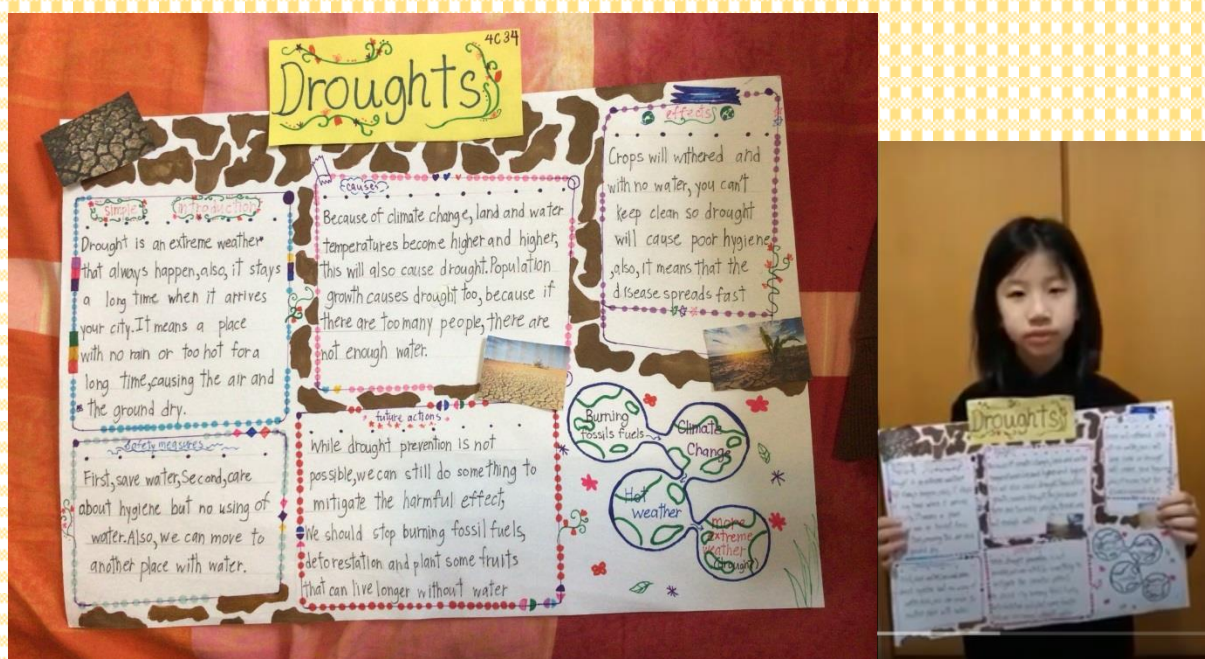 4C34
Droughts
simple introduction
Drought is an extreme weather
that always happen,also, it stays
a long time when it arrives
your city.It means a place
with no rain or too hot for a
long time,causing the air and
the ground dry.
safety measures
First, save water,Second,care
about hygiene but no using of
water.Also, we can move to
another place with water.
causes
Because of climate change, land and water
temperatures become higher and higher,
this will also cause drought.Population
growth causes drought too, because if
there are too many people, there are
not enough water.
future actions
While drought prevention is not
possible,we can still do something to
mitigate the harmful effect,
We should stop burning fossil fuels,
deforestation and plant some fruits
that can live longer without water
effects
Crops will withered and
with no water, you can't
keep clean so drought
will cause poor hygiene
,also, it means that the
disease spreads fast
Burning
fossils fuels
Climate
Change
Hot
weather
more
extreme
weather
(drought)
Droughts